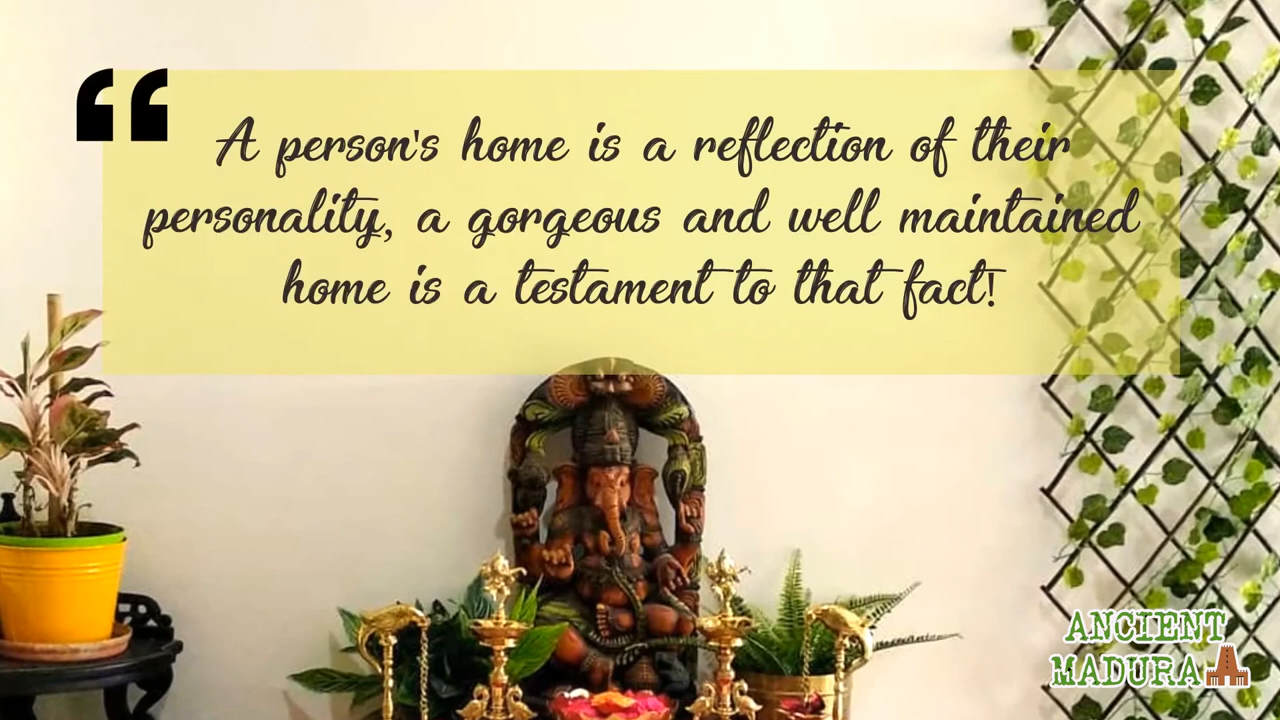 “
A person's home is a reflection of their
personality, a gorgeous and well maintained
home is a testament to that fact!
ANCIENT
MADURA